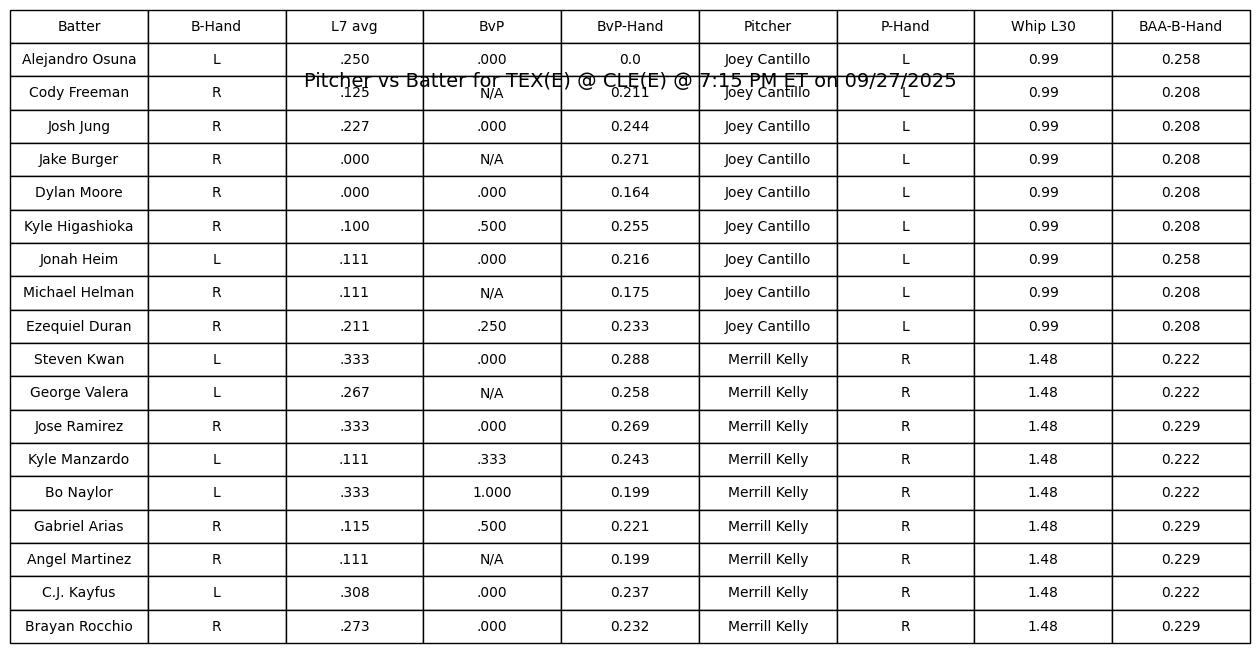 Batter B-Hand L7 avg BvP BvP-Hand Pitcher P-Hand Whip L30 BAA-B-Hand
Alejandro Osuna L .250 .000 0.0 Joey Cantillo L 0.99 0.258
Pitcher vs Batter for TEX(E) @ CLE(E) @ 7:15 PM ET on 09/27/2025
Cody Freeman R .125 N/A 0.211 Joey Cantillo L 0.99 0.208
Josh Jung R .227 .000 0.244 Joey Cantillo L 0.99 0.208
Jake Burger R .000 N/A 0.271 Joey Cantillo L 0.99 0.208
Dylan Moore R .000 .000 0.164 Joey Cantillo L 0.99 0.208
Kyle Higashioka R .100 .500 0.255 Joey Cantillo L 0.99 0.208
Jonah Heim L .111 .000 0.216 Joey Cantillo L 0.99 0.258
Michael Helman R .111 N/A 0.175 Joey Cantillo L 0.99 0.208
Ezequiel Duran R .211 .250 0.233 Joey Cantillo L 0.99 0.208
Steven Kwan L .333 .000 0.288 Merrill Kelly R 1.48 0.222
George Valera L .267 N/A 0.258 Merrill Kelly R 1.48 0.222
Jose Ramirez R .333 .000 0.269 Merrill Kelly R 1.48 0.229
Kyle Manzardo L .111 .333 0.243 Merrill Kelly R 1.48 0.222
Bo Naylor L .333 1.000 0.199 Merrill Kelly R 1.48 0.222
Gabriel Arias R .115 .500 0.221 Merrill Kelly R 1.48 0.229
Angel Martinez R .111 N/A 0.199 Merrill Kelly R 1.48 0.229
C.J. Kayfus L .308 .000 0.237 Merrill Kelly R 1.48 0.222
Brayan Rocchio R .273 .000 0.232 Merrill Kelly R 1.48 0.229